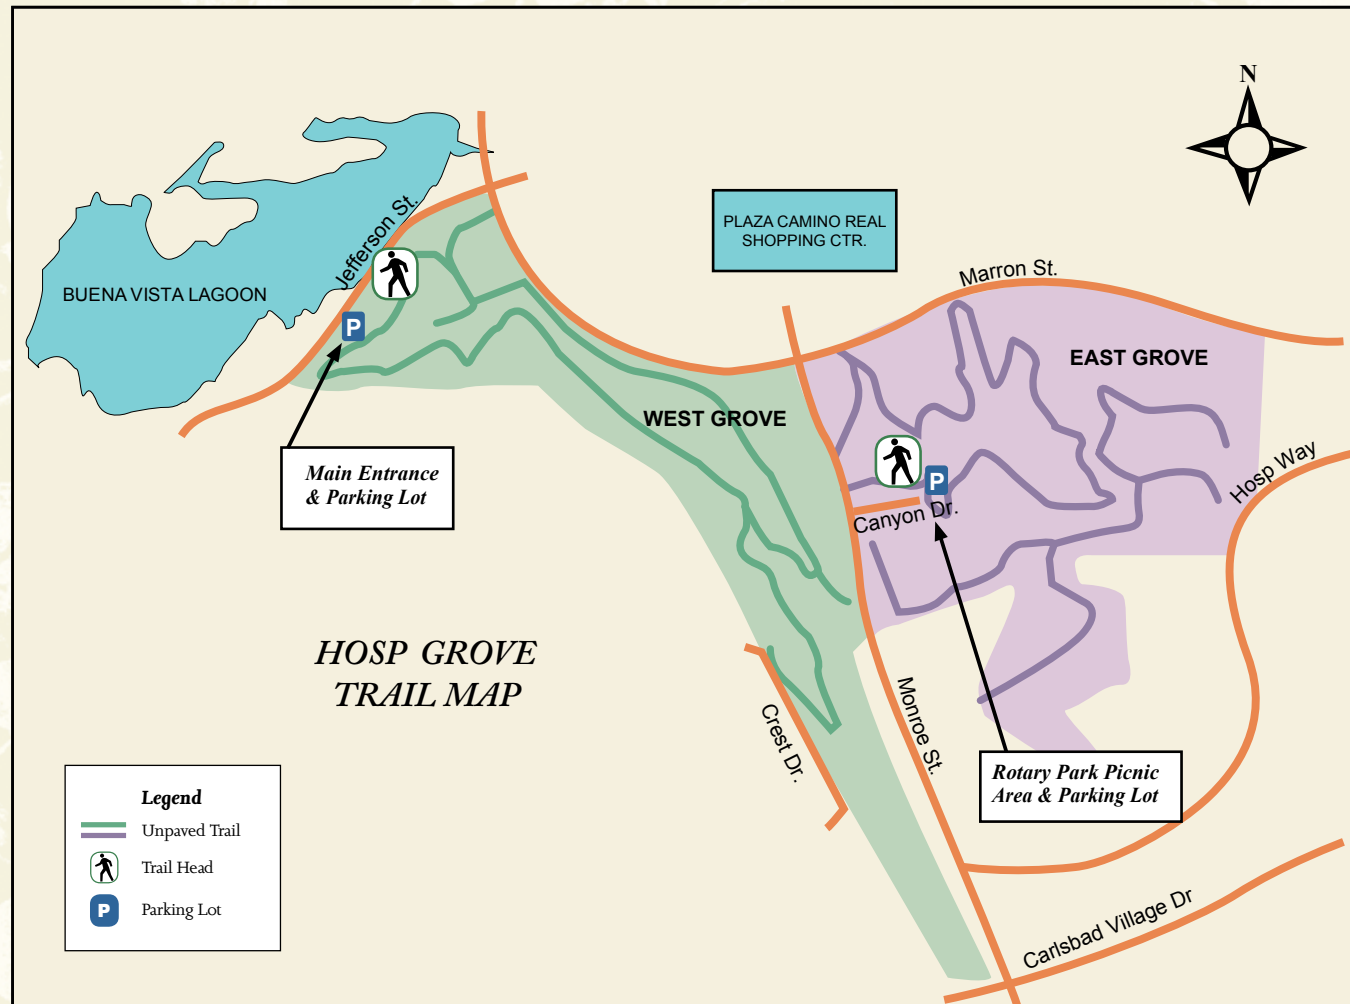 N
Jefferson St.
PLAZA CAMINO REAL
SHOPPING CTR.
BUENA VISTA LAGOON
Marron St.
P
EAST GROVE
WEST GROVE
Hosp Way
Main Entrance
& Parking Lot
P
Canyon Dr.
HOSP GROVE
TRAIL MAP
Monroe St.
Crest Dr.
Rotary Park Picnic
Area & Parking Lot
Legend
Unpaved Trail
Trail Head
P Parking Lot
Carlsbad Village Dr